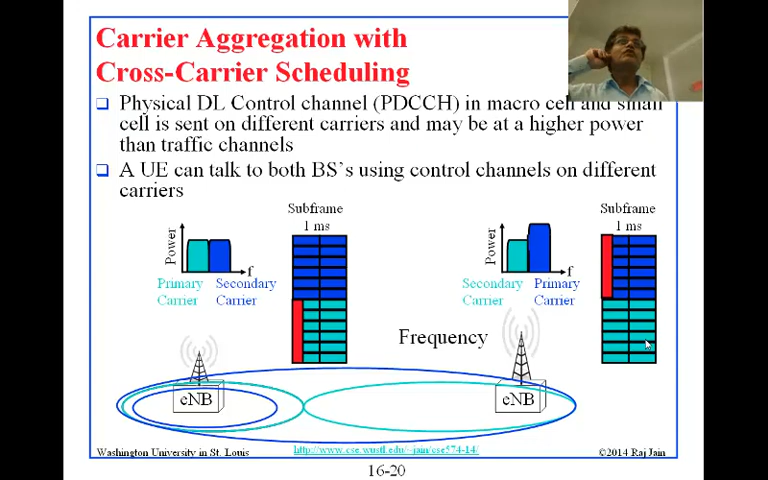 Carrier Aggregation with
Cross-Carrier Scheduling
Physical DL Control channel (PDCCH) in macro cell and small
cell is sent on different carriers and may be at a higher power
than traffic channels
A UE can talk to both BS's using control channels on different
carriers
Subframe
1 ms
Power
f
Primary Secondary
Carrier Carrier
Subframe
1 ms
Power
f
Secondary Primary
Carrier Carrier
Frequency
eNB
eNB
Washington University in St. Louis
http://www.cse.wustl.edu/~jain/cse574-14/
©2014 Raj Jain
16-20